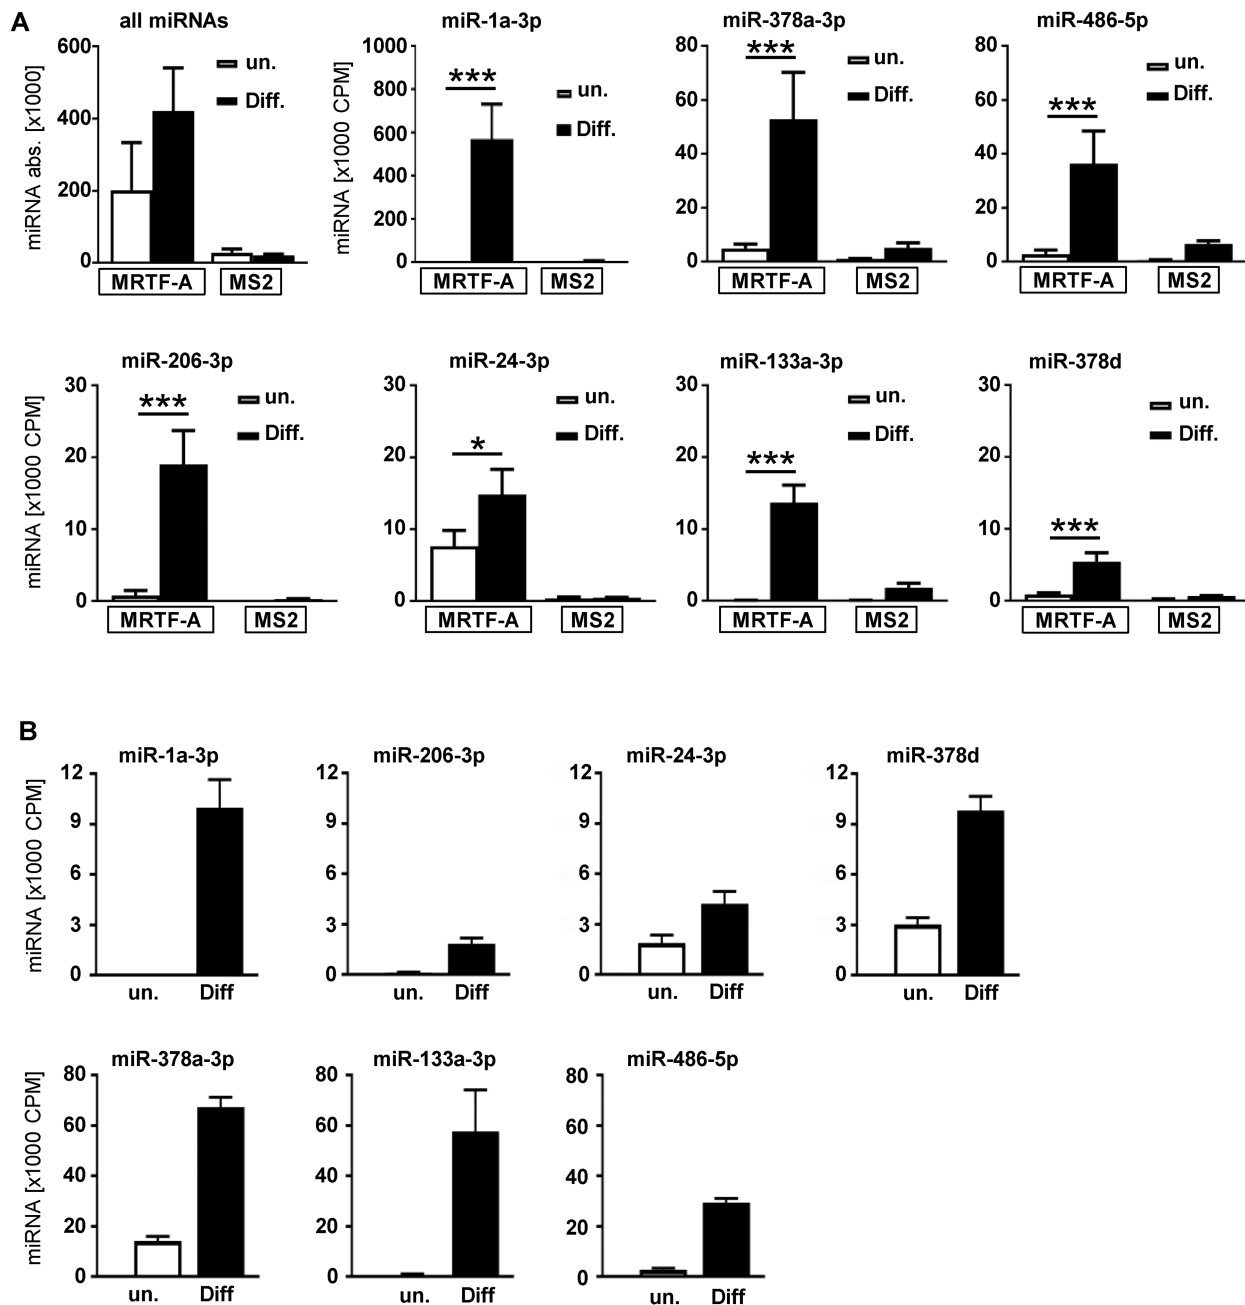 A
all miRNAs
miRNA abs. [x1000]
600
400
200
0
un.
Diff.
MRTF-A
MS2
miR-1a-3p
miRNA [x1000 CPM]
1000
800
600
400
200
0
***
un.
Diff.
MRTF-A
MS2
miR-378a-3p
80
60
40
20
0
***
un.
Diff.
MRTF-A
MS2
miR-486-5p
80
60
40
20
0
***
un.
Diff.
MRTF-A
MS2
miR-206-3p
miRNA [x1000 CPM]
30
20
10
0
***
un.
Diff.
MRTF-A
MS2
miR-24-3p
30
20
10
0
*
un.
Diff.
MRTF-A
MS2
miR-133a-3p
30
20
10
0
***
un.
Diff.
MRTF-A
MS2
miR-378d
30
20
10
0
***
un.
Diff.
MRTF-A
MS2
B
miR-1a-3p
miRNA [x1000 CPM]
12
9
6
3
0
un.
Diff
miR-206-3p
12
9
6
3
0
un.
Diff
miR-24-3p
12
9
6
3
0
un.
Diff
miR-378d
12
9
6
3
0
un.
Diff
miR-378a-3p
miRNA [x1000 CPM]
80
60
40
20
0
un.
Diff
miR-133a-3p
80
60
40
20
0
un.
Diff
miR-486-5p
80
60
40
20
0
un.
Diff